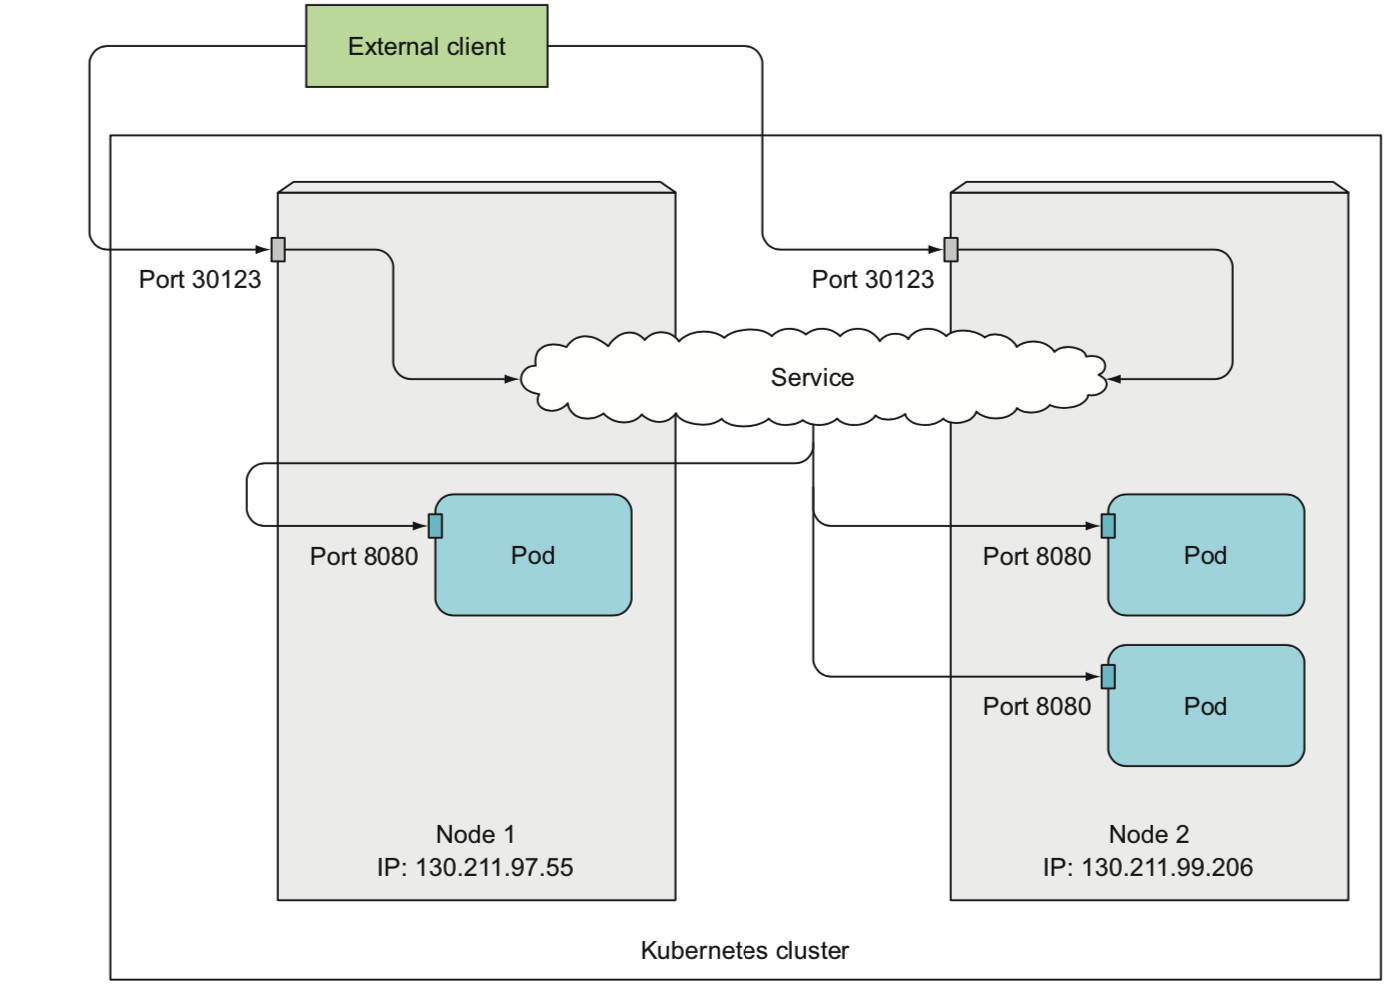 External client
Port 30123
Port 30123
Service
Port 8080
Pod
Port 8080
Pod
Port 8080
Pod
Node 1
IP: 130.211.97.55
Node 2
IP: 130.211.99.206
Kubernetes cluster